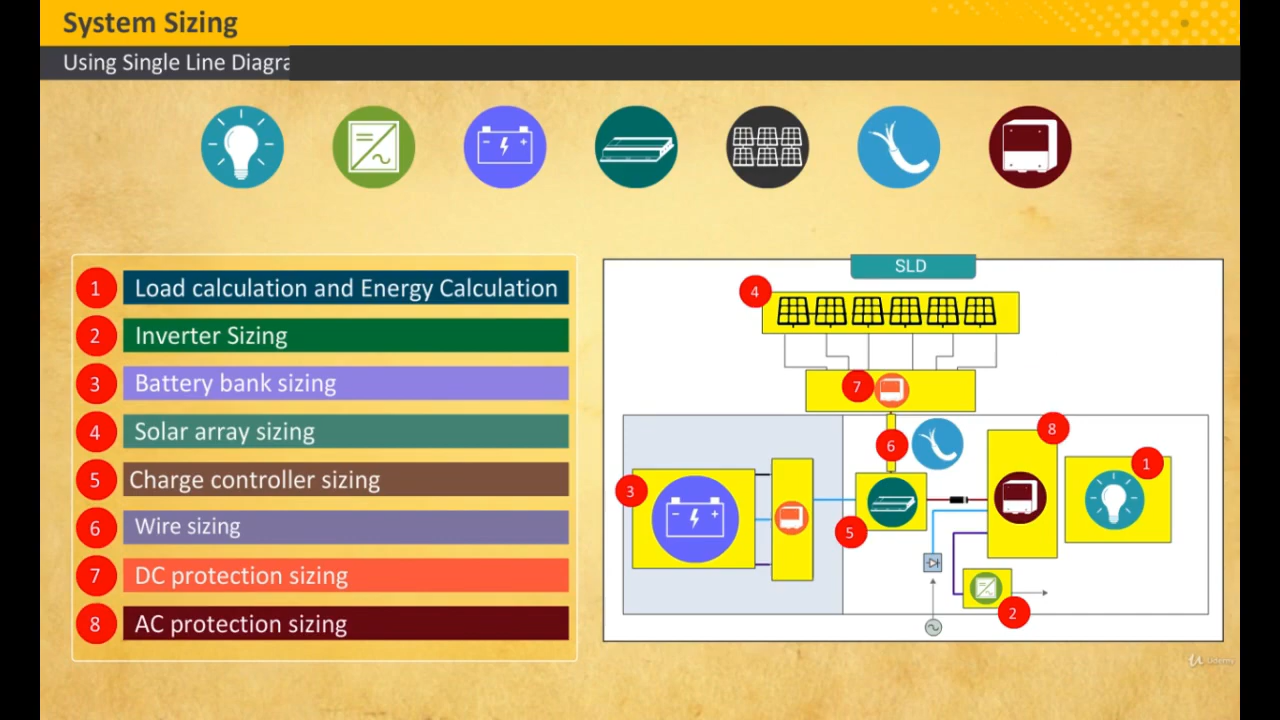 System Sizing
Using Single Line Diagra
1 Load calculation and Energy Calculation
2 Inverter Sizing
3 Battery bank sizing
4 Solar array sizing
5 Charge controller sizing
6 Wire sizing
7 DC protection sizing
8 AC protection sizing
SLD
4
7
6
8
1
3
5
2
Udemy